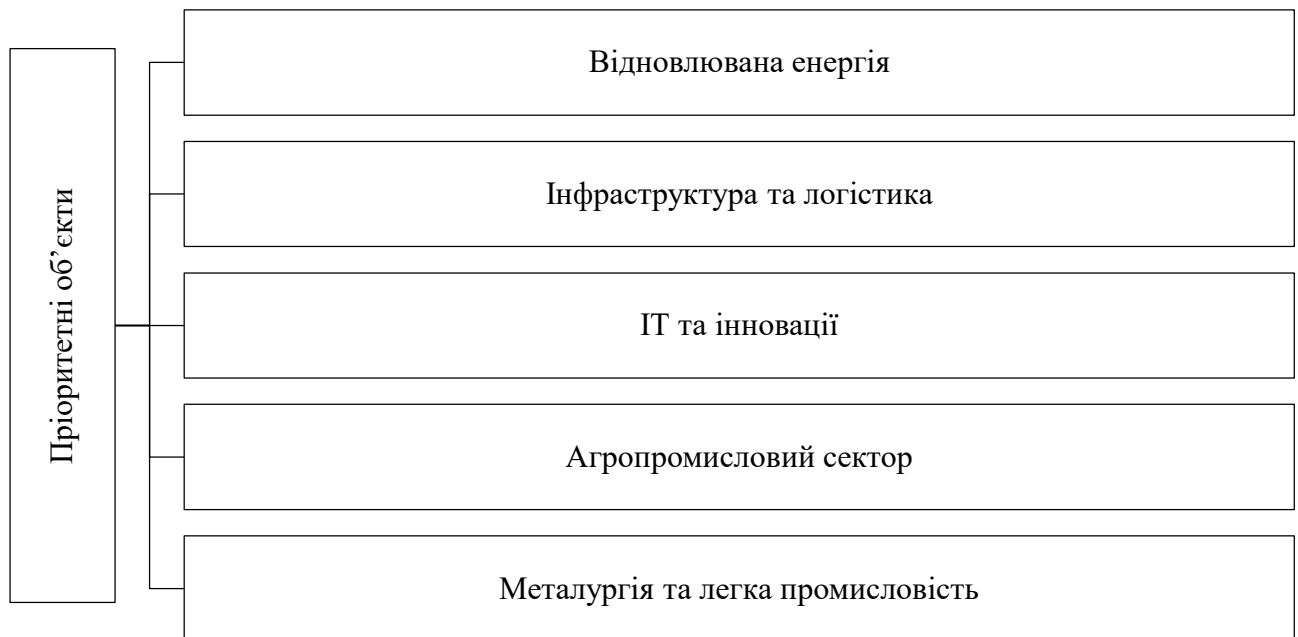 Пріоритетні об’єкти
Відновлювана енергія
Інфраструктура та логістика
ІТ та інновації
Агропромисловий сектор
Металургія та легка промисловість